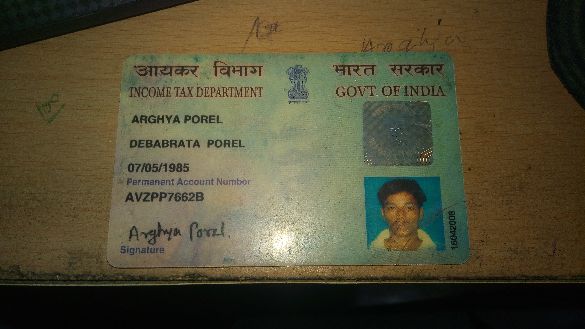 आयकर विभाग
भारत सरकार
INCOME TAX DEPARTMENT
GOVT OF INDIA
ARGHYA POREL
DEBABRATA POREL
07/05/1985
Permanent Account Number
AVZPP7662B
Arghya Porel.
Signature
16042008